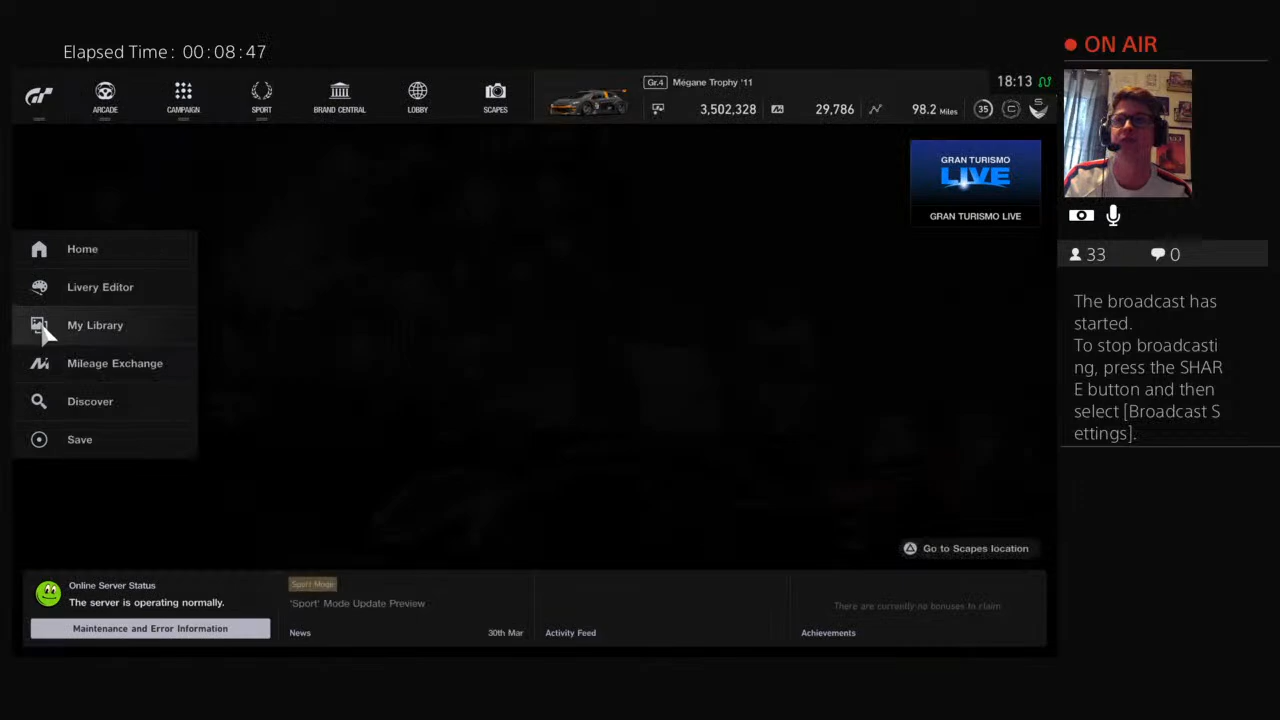 Elapsed Time: 00:08:47
ON AIR
ARCADE
CAMPAIGN
SPORT
BRAND CENTRAL
LOBBY
SCAPES
Gr.4 Mégane Trophy '11
18:13
3,502,328
29,786
98.2 Miles
35
C
S
GRAN TURISMO
LIVE
GRAN TURISMO LIVE
33
0
Home
Livery Editor
My Library
Mileage Exchange
Discover
Save
The broadcast has
started.
To stop broadcasti
ng, press the SHAR
E button and then
select [Broadcast S
ettings].
Go to Scapes location
Online Server Status
The server is operating normally.
Maintenance and Error Information
Sport Mode
'Sport' Mode Update Preview
News
30th Mar
Activity Feed
There are currently no bonuses to claim
Achievements